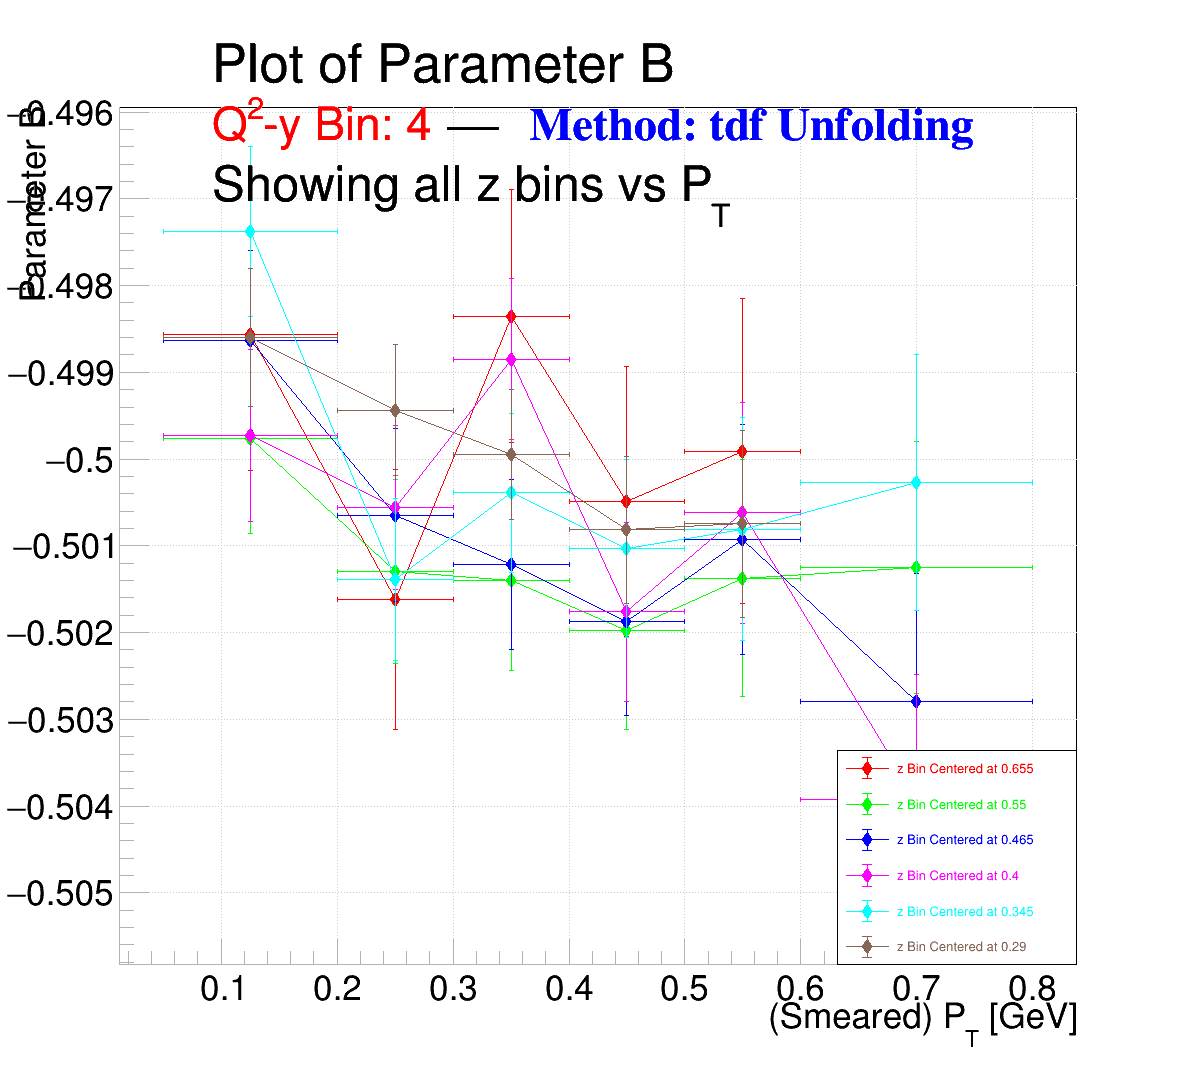 Plot of Parameter B
Q²-y Bin: 4 — Method: tdf Unfolding
Showing all z bins vs P_T
Parameter B
−0.496
−0.497
−0.498
−0.499
−0.5
−0.501
−0.502
−0.503
−0.504
−0.505
z Bin Centered at 0.655
z Bin Centered at 0.55
z Bin Centered at 0.465
z Bin Centered at 0.4
z Bin Centered at 0.345
z Bin Centered at 0.29
0.1 0.2 0.3 0.4 0.5 0.6 0.7 0.8
(Smeared) P_T [GeV]